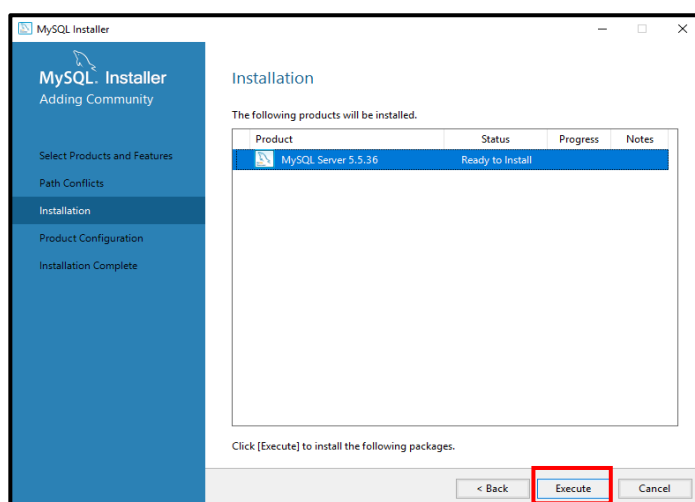 MySQL Installer
MySQL. Installer
Adding Community
Select Products and Features
Path Conflicts
Installation
Product Configuration
Installation Complete
Installation
The following products will be installed.
Product Status Progress Notes
MySQL Server 5.5.36 Ready to Install
Click [Execute] to install the following packages.
< Back Execute Cancel